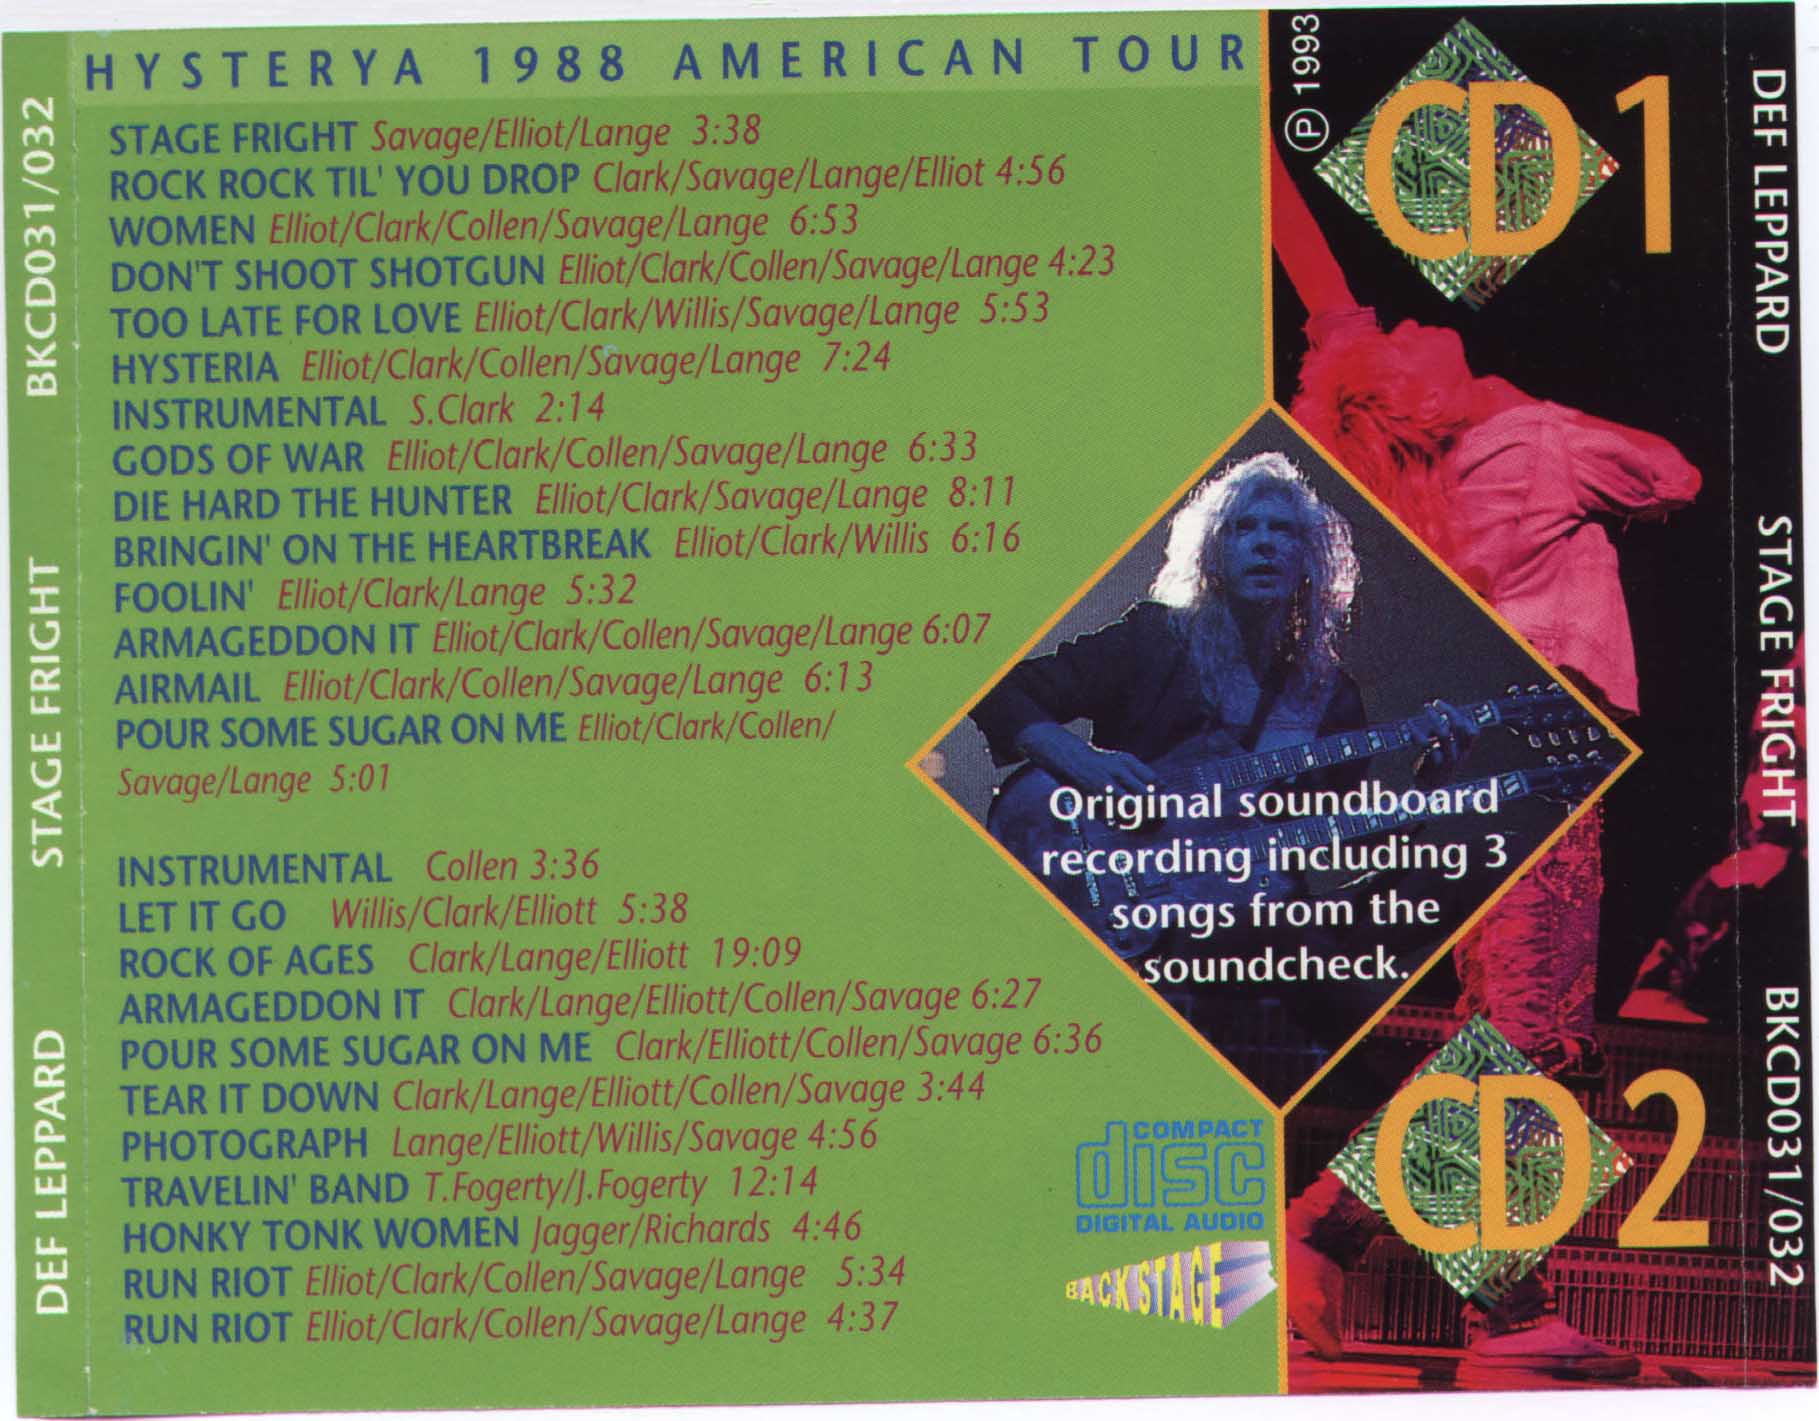 HYSTERYA 1988 AMERICAN TOUR
STAGE FRIGHT Savage/Elliot/Lange 3:38
ROCK ROCK TIL' YOU DROP Clark/Savage/Lange/Elliot 4:56
WOMEN Elliot/Clark/Collen/Savage/Lange 6:53
DON'T SHOOT SHOTGUN Elliot/Clark/Collen/Savage/Lange 4:23
TOO LATE FOR LOVE Elliot/Clark/Willis/Savage/Lange 5:53
HYSTERIA Elliot/Clark/Collen/Savage/Lange 7:24
INSTRUMENTAL S.Clark 2:14
GODS OF WAR Elliot/Clark/Collen/Savage/Lange 6:33
DIE HARD THE HUNTER Elliot/Clark/Savage/Lange 8:11
BRINGIN' ON THE HEARTBREAK Elliot/Clark/Willis 6:16
FOOLIN' Elliot/Clark/Lange 5:32
ARMAGEDDON IT Elliot/Clark/Collen/Savage/Lange 6:07
AIRMAIL Elliot/Clark/Collen/Savage/Lange 6:13
POUR SOME SUGAR ON ME Elliot/Clark/Collen/
Savage/Lange 5:01
INSTRUMENTAL Collen 3:36
LET IT GO Willis/Clark/Elliott 5:38
ROCK OF AGES Clark/Lange/Elliott 19:09
ARMAGEDDON IT Clark/Lange/Elliott/Collen/Savage 6:27
POUR SOME SUGAR ON ME Clark/Elliott/Collen/Savage 6:36
TEAR IT DOWN Clark/Lange/Elliott/Collen/Savage 3:44
PHOTOGRAPH Lange/Elliott/Willis/Savage 4:56
TRAVELIN' BAND T.Fogerty/J.Fogerty 12:14
HONKY TONK WOMEN Jagger/Richards 4:46
RUN RIOT Elliot/Clark/Collen/Savage/Lange 5:34
RUN RIOT Elliot/Clark/Collen/Savage/Lange 4:37
℗ 1993
CD1
Original soundboard
recording including 3
songs from the
soundcheck.
COMPACT
disc
DIGITAL AUDIO
BACK STAGE
CD2
DEF LEPPARD STAGE FRIGHT BKCD031/032
DEF LEPPARD STAGE FRIGHT BKCD031/032